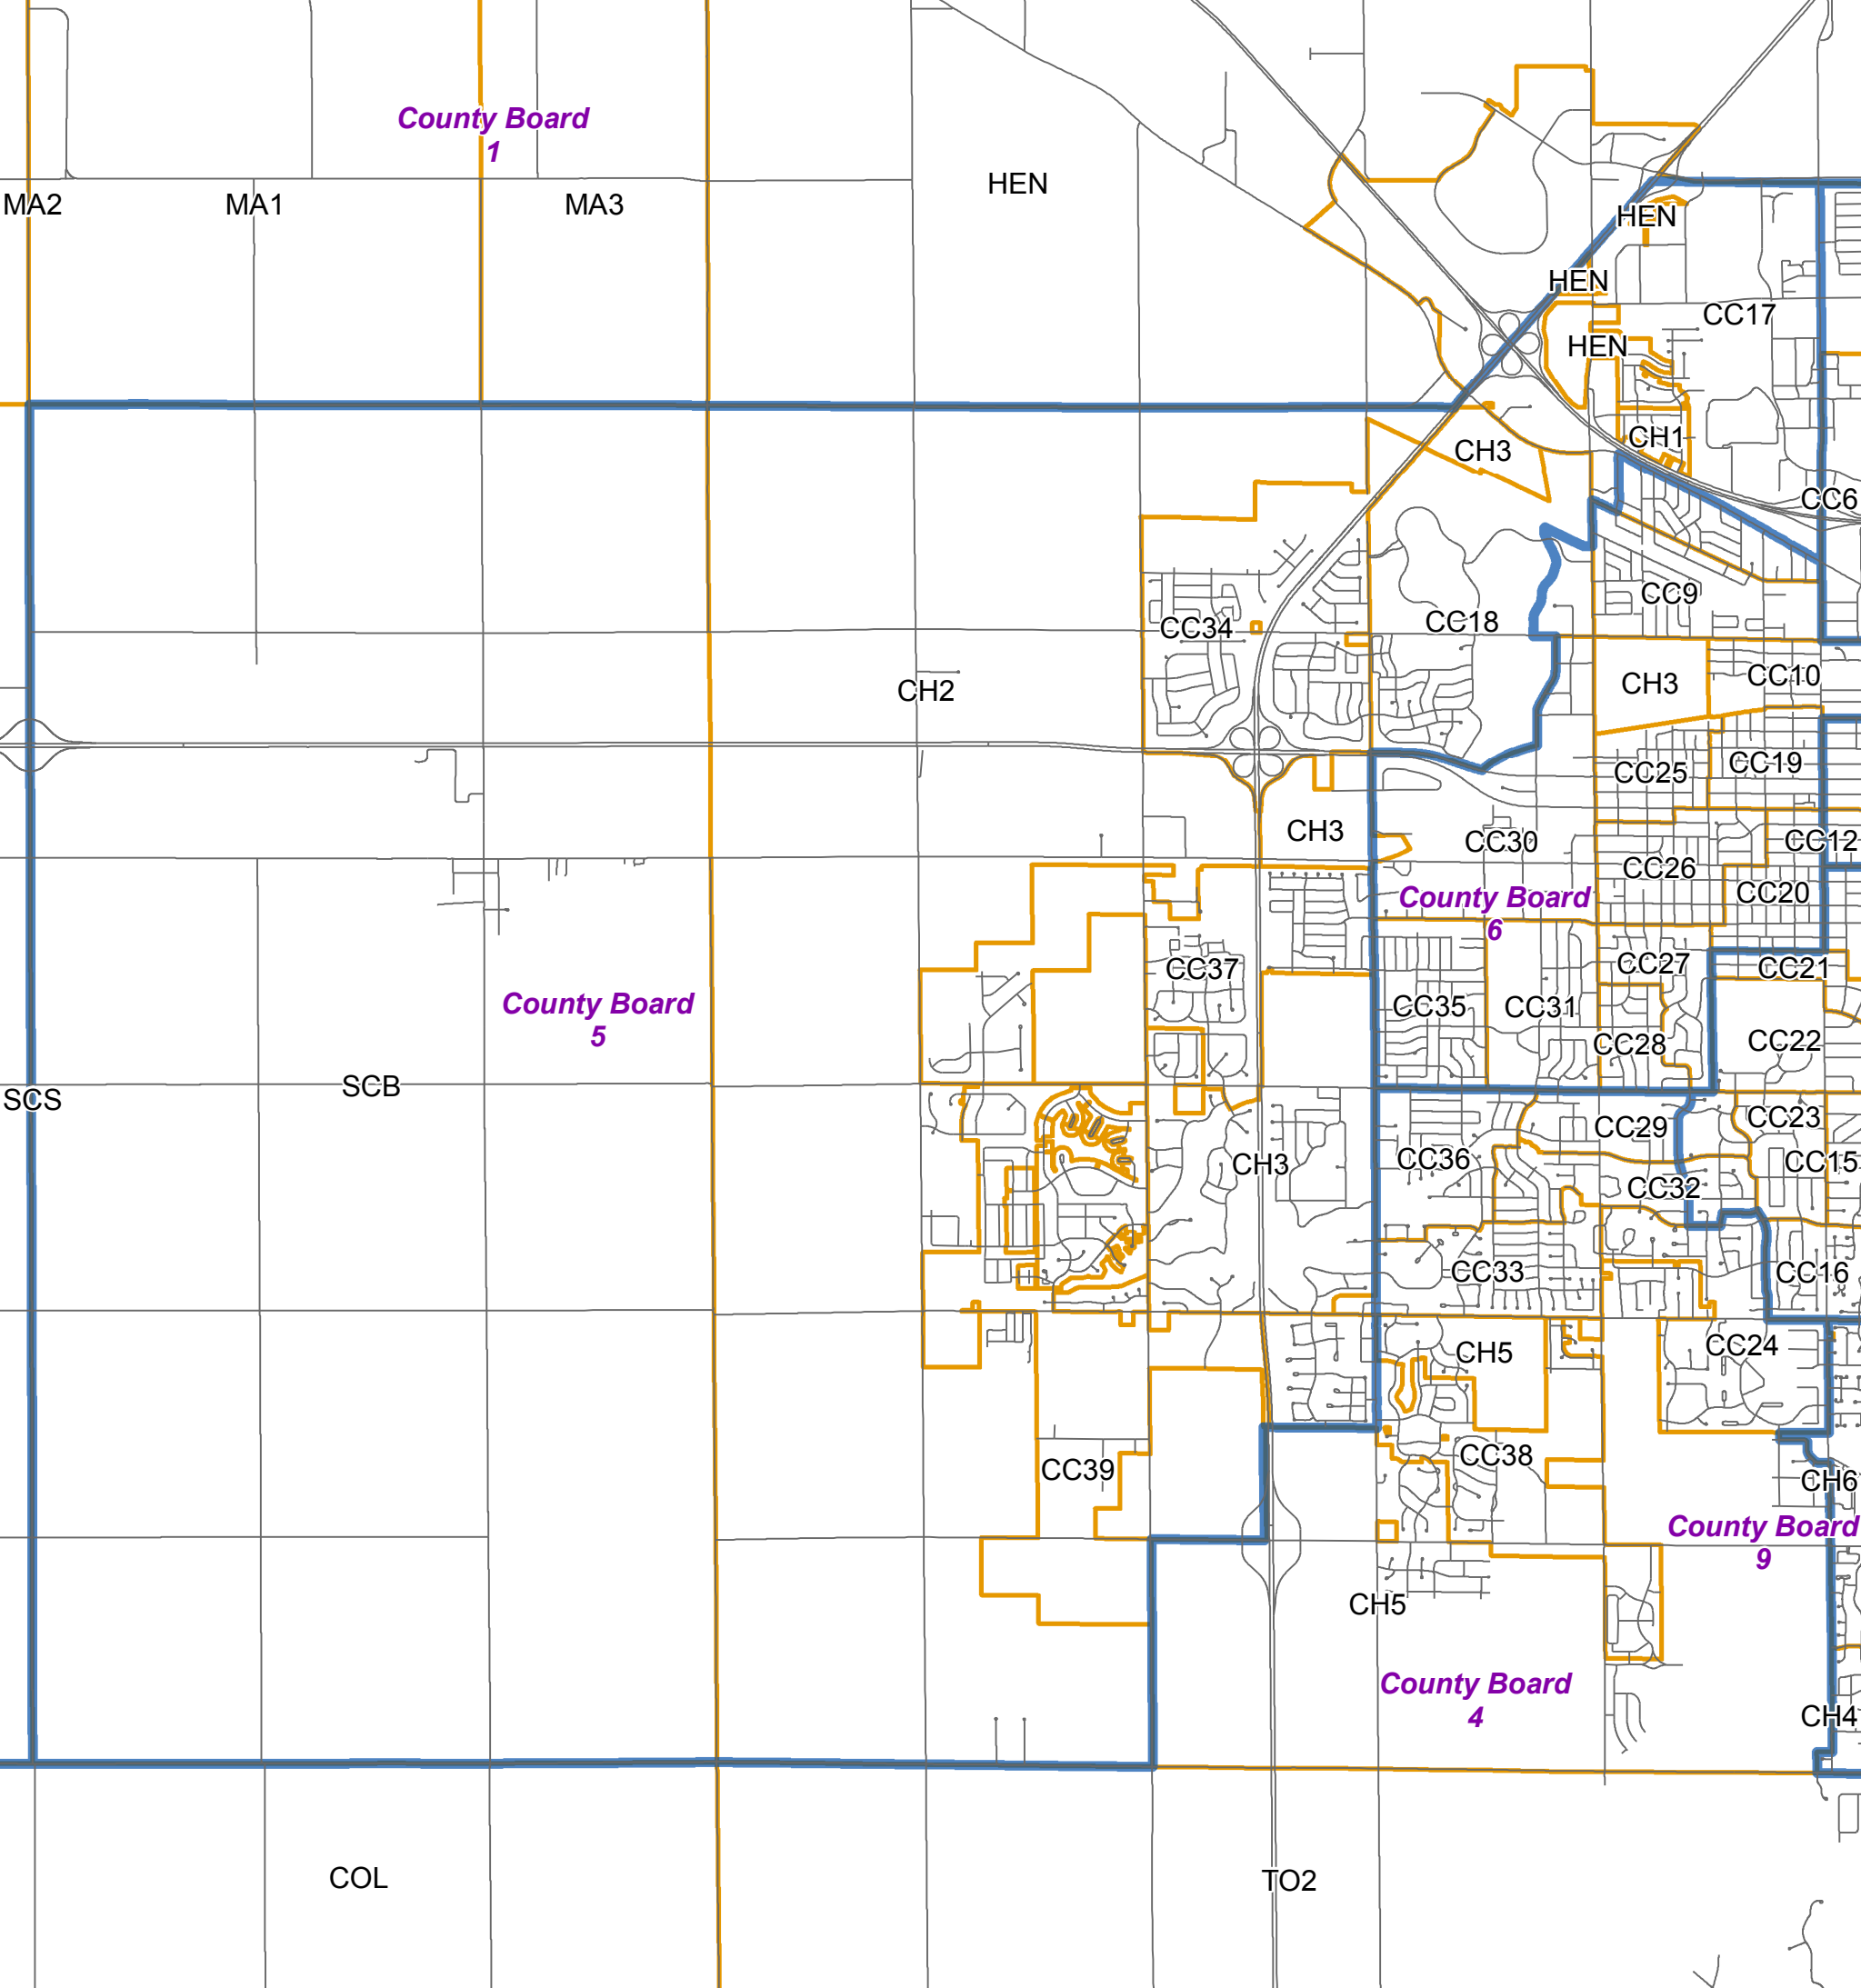 County Board
1
MA2
MA1
MA3
HEN
HEN
HEN
CC17
HEN
CH1
CH3
CC6
CC9
CC18
CC34
CC10
CH3
CH2
CC19
CC25
CH3
CC30
CC12
CC26
CC20
County Board
6
CC27
CC21
CC37
County Board
5
CC35
CC31
CC28
CC22
SCB
SCS
CC23
CC29
CC36
CH3
CC15
CC32
CC33
CC16
CC24
CH5
CC38
CC39
CH6
County Board
9
CH5
County Board
4
CH4
COL
TO2